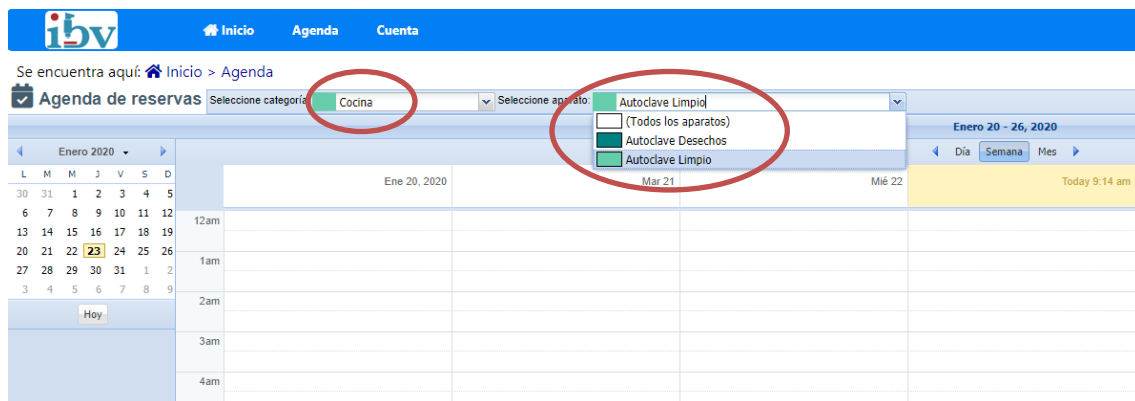 ibv Inicio Agenda Cuenta
Se encuentra aquí: Inicio > Agenda
Agenda de reservas Seleccione categoría Cocina Seleccione aparato: Autoclave Limpio
(Todos los aparatos)
Autoclave Desechos
Autoclave Limpio
Enero 20 - 26, 2020
Enero 2020
Día Semana Mes
L M M J V S D
30 31 1 2 3 4 5
6 7 8 9 10 11 12
13 14 15 16 17 18 19
20 21 22 23 24 25 26
27 28 29 30 31 1 2
3 4 5 6 7 8 9
Hoy
Ene 20, 2020 Mar 21 Mié 22 Today 9:14 am
12am
1am
2am
3am
4am